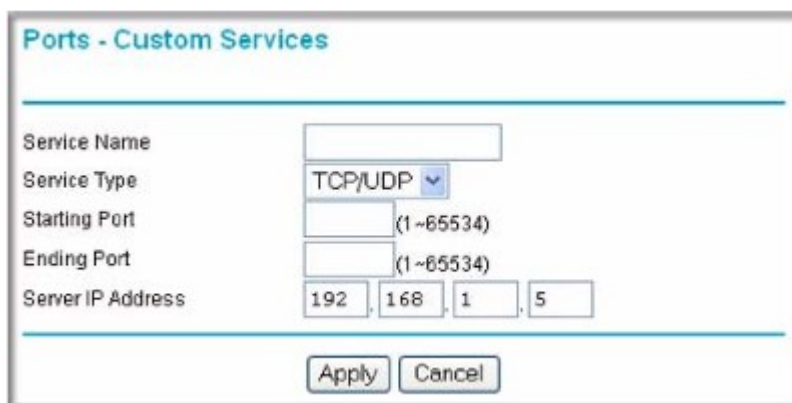 Ports - Custom Services
Service Name
Service Type TCP/UDP
Starting Port (1~65534)
Ending Port (1~65534)
Server IP Address 192 . 168 . 1 . 5
Apply Cancel